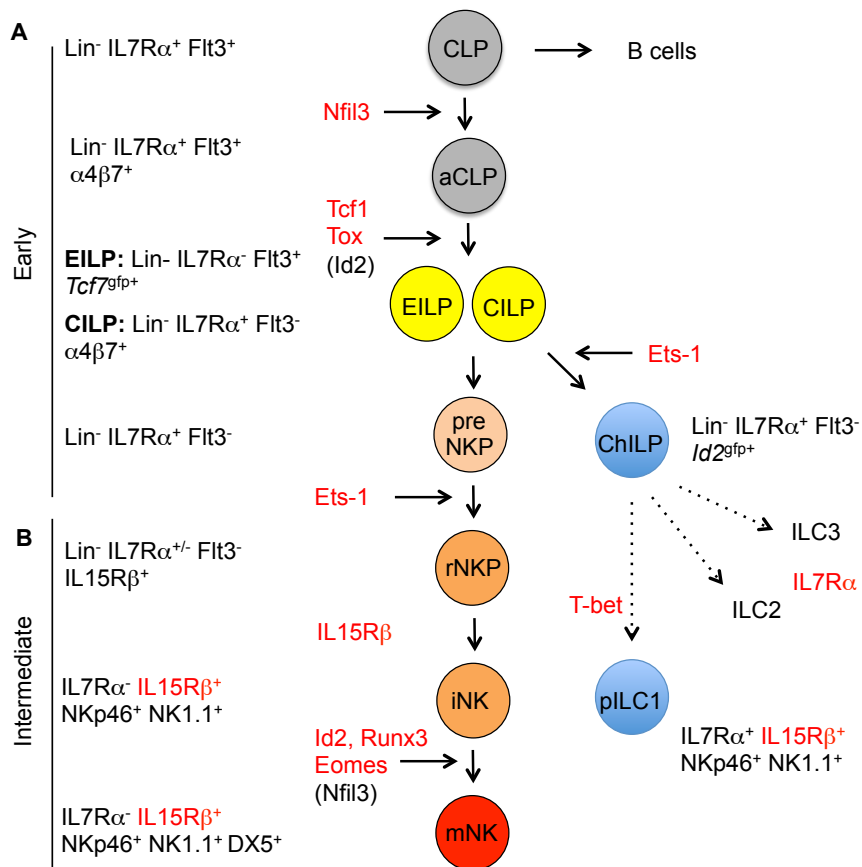 A
Lin⁻ IL7Rα⁺ Flt3⁺
CLP
B cells
Nfil3
Lin⁻ IL7Rα⁺ Flt3⁺
α4β7⁺
aCLP
Tcf1
Tox
(Id2)
Early
EILP: Lin- IL7Rα⁻ Flt3⁺
Tcf7ᵍᶠᵖ⁺
CILP: Lin⁻ IL7Rα⁺ Flt3⁻
α4β7⁺
EILP
CILP
Ets-1
Lin⁻ IL7Rα⁺ Flt3⁻
pre
NKP
ChILP
Lin⁻ IL7Rα⁺ Flt3⁻
Id2ᵍᶠᵖ⁺
Ets-1
B
Lin⁻ IL7Rα⁺/⁻ Flt3⁻
IL15Rβ⁺
rNKP
ILC3
IL7Rα
ILC2
T-bet
IL15Rβ
Intermediate
IL7Rα⁻ IL15Rβ⁺
NKp46⁺ NK1.1⁺
iNK
pILC1
IL7Rα⁺ IL15Rβ⁺
NKp46⁺ NK1.1⁺
Id2, Runx3
Eomes
(Nfil3)
IL7Rα⁻ IL15Rβ⁺
NKp46⁺ NK1.1⁺ DX5⁺
mNK